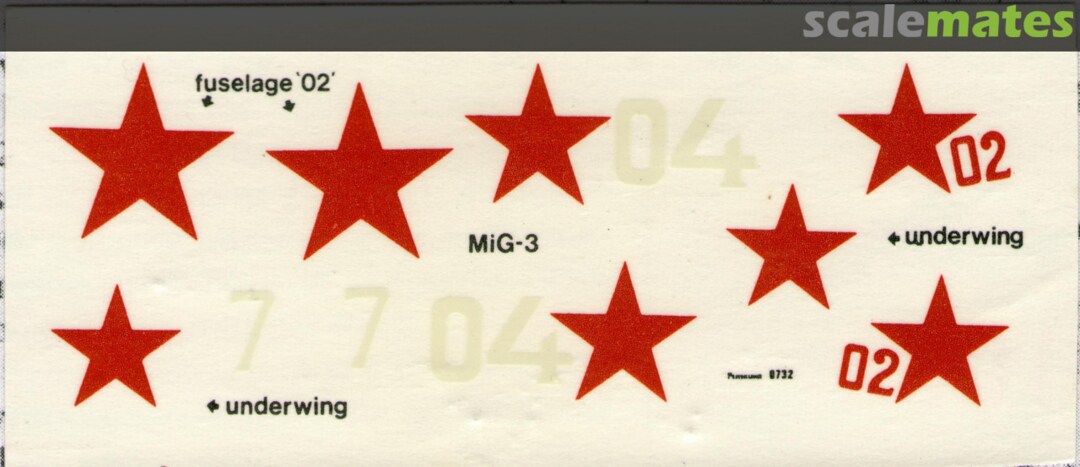 scalemates
fuselage '02'
04
02
MiG-3
underwing
7 7 04
0732
02
underwing